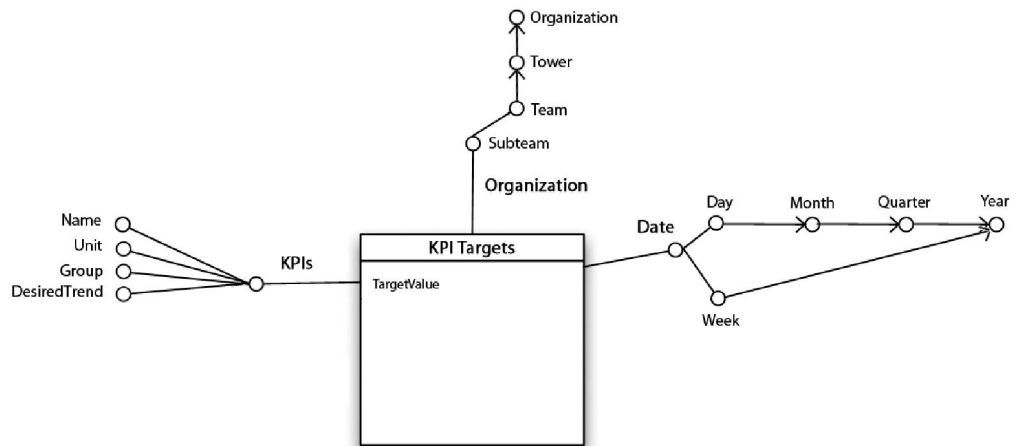 Organization
Tower
Team
Subteam
Organization
Name
Unit
Group
DesiredTrend
KPIs
KPI Targets
TargetValue
Date
Day
Month
Quarter
Year
Week